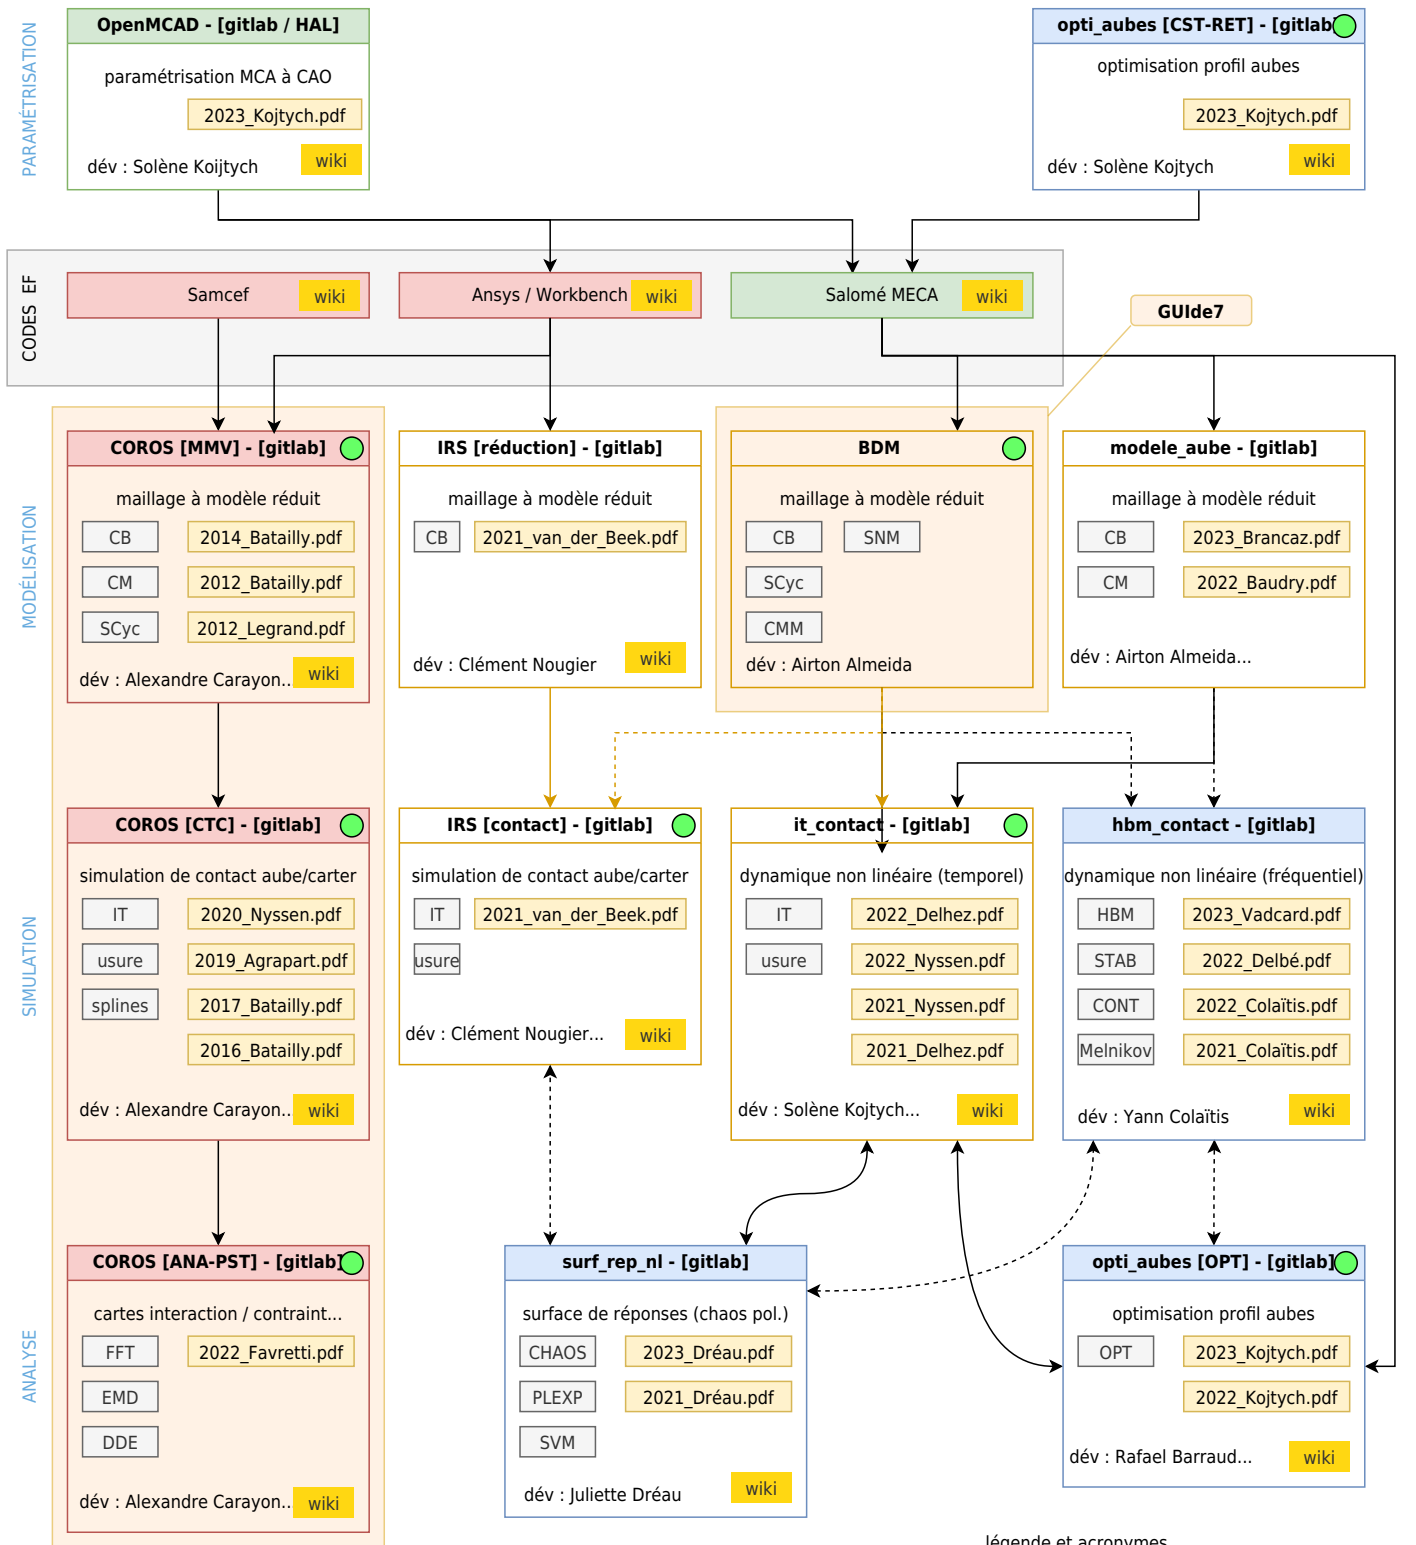 PARAMÉTRISATION
OpenMCAD - [gitlab / HAL]
paramétrisation MCA à CAO
2023_Kojtych.pdf
wiki
dév : Solène Koijtych
opti_aubes [CST-RET] - [gitlab]
optimisation profil aubes
2023_Kojtych.pdf
wiki
dév : Solène Kojtych
CODES EF
Samcef
wiki
Ansys / Workbench
wiki
Salomé MECA
wiki
GUIde7
MODÉLISATION
COROS [MMV] - [gitlab]
maillage à modèle réduit
CB
2014_Batailly.pdf
CM
2012_Batailly.pdf
SCyc
2012_Legrand.pdf
dév : Alexandre Carayon...
wiki
IRS [réduction] - [gitlab]
maillage à modèle réduit
CB
2021_van_der_Beek.pdf
dév : Clément Nougier
wiki
BDM
maillage à modèle réduit
CB
SNM
SCyc
CMM
dév : Airton Almeida
modele_aube - [gitlab]
maillage à modèle réduit
CB
2023_Brancaz.pdf
CM
2022_Baudry.pdf
dév : Airton Almeida...
SIMULATION
COROS [CTC] - [gitlab]
simulation de contact aube/carter
IT
2020_Nyssen.pdf
usure
2019_Agrapart.pdf
splines
2017_Batailly.pdf
2016_Batailly.pdf
dév : Alexandre Carayon...
wiki
IRS [contact] - [gitlab]
simulation de contact aube/carter
IT
2021_van_der_Beek.pdf
usure
dév : Clément Nougier...
wiki
it_contact - [gitlab]
dynamique non linéaire (temporel)
IT
2022_Delhez.pdf
usure
2022_Nyssen.pdf
2021_Nyssen.pdf
2021_Delhez.pdf
dév : Solène Kojtych...
wiki
hbm_contact - [gitlab]
dynamique non linéaire (fréquentiel)
HBM
2023_Vadcard.pdf
STAB
2022_Delbé.pdf
CONT
2022_Colaïtis.pdf
Melnikov
2021_Colaïtis.pdf
dév : Yann Colaïtis
wiki
ANALYSE
COROS [ANA-PST] - [gitlab]
cartes interaction / contraint...
FFT
2022_Favretti.pdf
EMD
DDE
dév : Alexandre Carayon...
wiki
surf_rep_nl - [gitlab]
surface de réponses (chaos pol.)
CHAOS
2023_Dréau.pdf
PLEXP
2021_Dréau.pdf
SVM
dév : Juliette Dréau
wiki
opti_aubes [OPT] - [gitlab]
optimisation profil aubes
OPT
2023_Kojtych.pdf
2022_Kojtych.pdf
dév : Rafael Barraud...
wiki
légende et acronymes